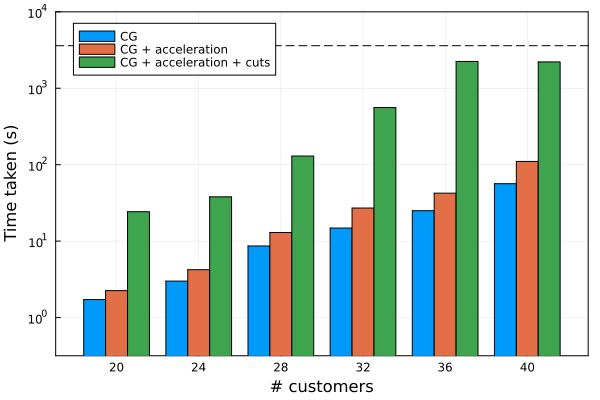 10^4
10^3
10^2
10^1
10^0
Time taken (s)
CG
CG + acceleration
CG + acceleration + cuts
20 24 28 32 36 40
# customers